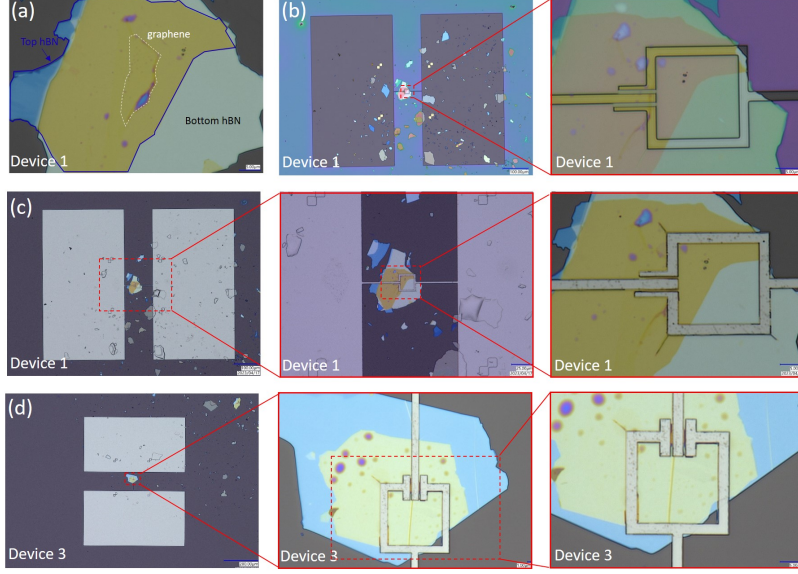 (a)
graphene
Top hBN
Bottom hBN
Device 1
(b)
Device 1
Device 1
(c)
Device 1
Device 1
Device 1
(d)
Device 3
Device 3
Device 3